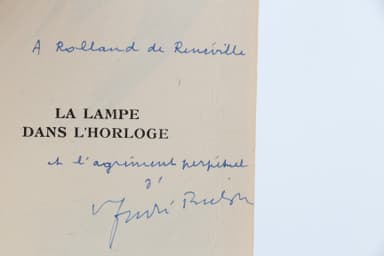 A Rolland de Renéville
LA LAMPE
DANS L'HORLOGE
et l'agrément perpétuel
d'
André Breton